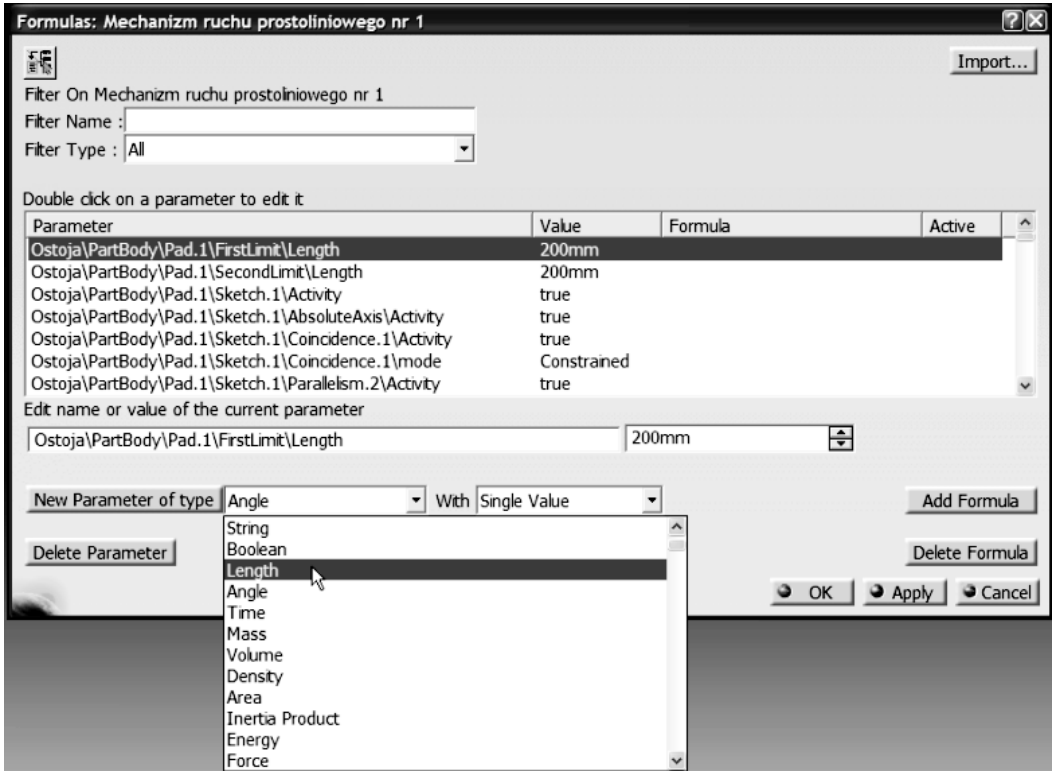 Formulas: Mechanizm ruchu prostoliniowego nr 1
Import...
Filter On Mechanizm ruchu prostoliniowego nr 1
Filter Name :
Filter Type : All
Double click on a parameter to edit it
Parameter Value Formula Active
Ostoja\PartBody\Pad.1\FirstLimit\Length 200mm
Ostoja\PartBody\Pad.1\SecondLimit\Length 200mm
Ostoja\PartBody\Pad.1\Sketch.1\Activity true
Ostoja\PartBody\Pad.1\Sketch.1\AbsoluteAxis\Activity true
Ostoja\PartBody\Pad.1\Sketch.1\Coincidence.1\Activity true
Ostoja\PartBody\Pad.1\Sketch.1\Coincidence.1\mode Constrained
Ostoja\PartBody\Pad.1\Sketch.1\Parallelism.2\Activity true
Edit name or value of the current parameter
Ostoja\PartBody\Pad.1\FirstLimit\Length 200mm
New Parameter of type Angle With Single Value Add Formula
Delete Parameter Delete Formula
OK Apply Cancel
String
Boolean
Length
Angle
Time
Mass
Volume
Density
Area
Inertia Product
Energy
Force